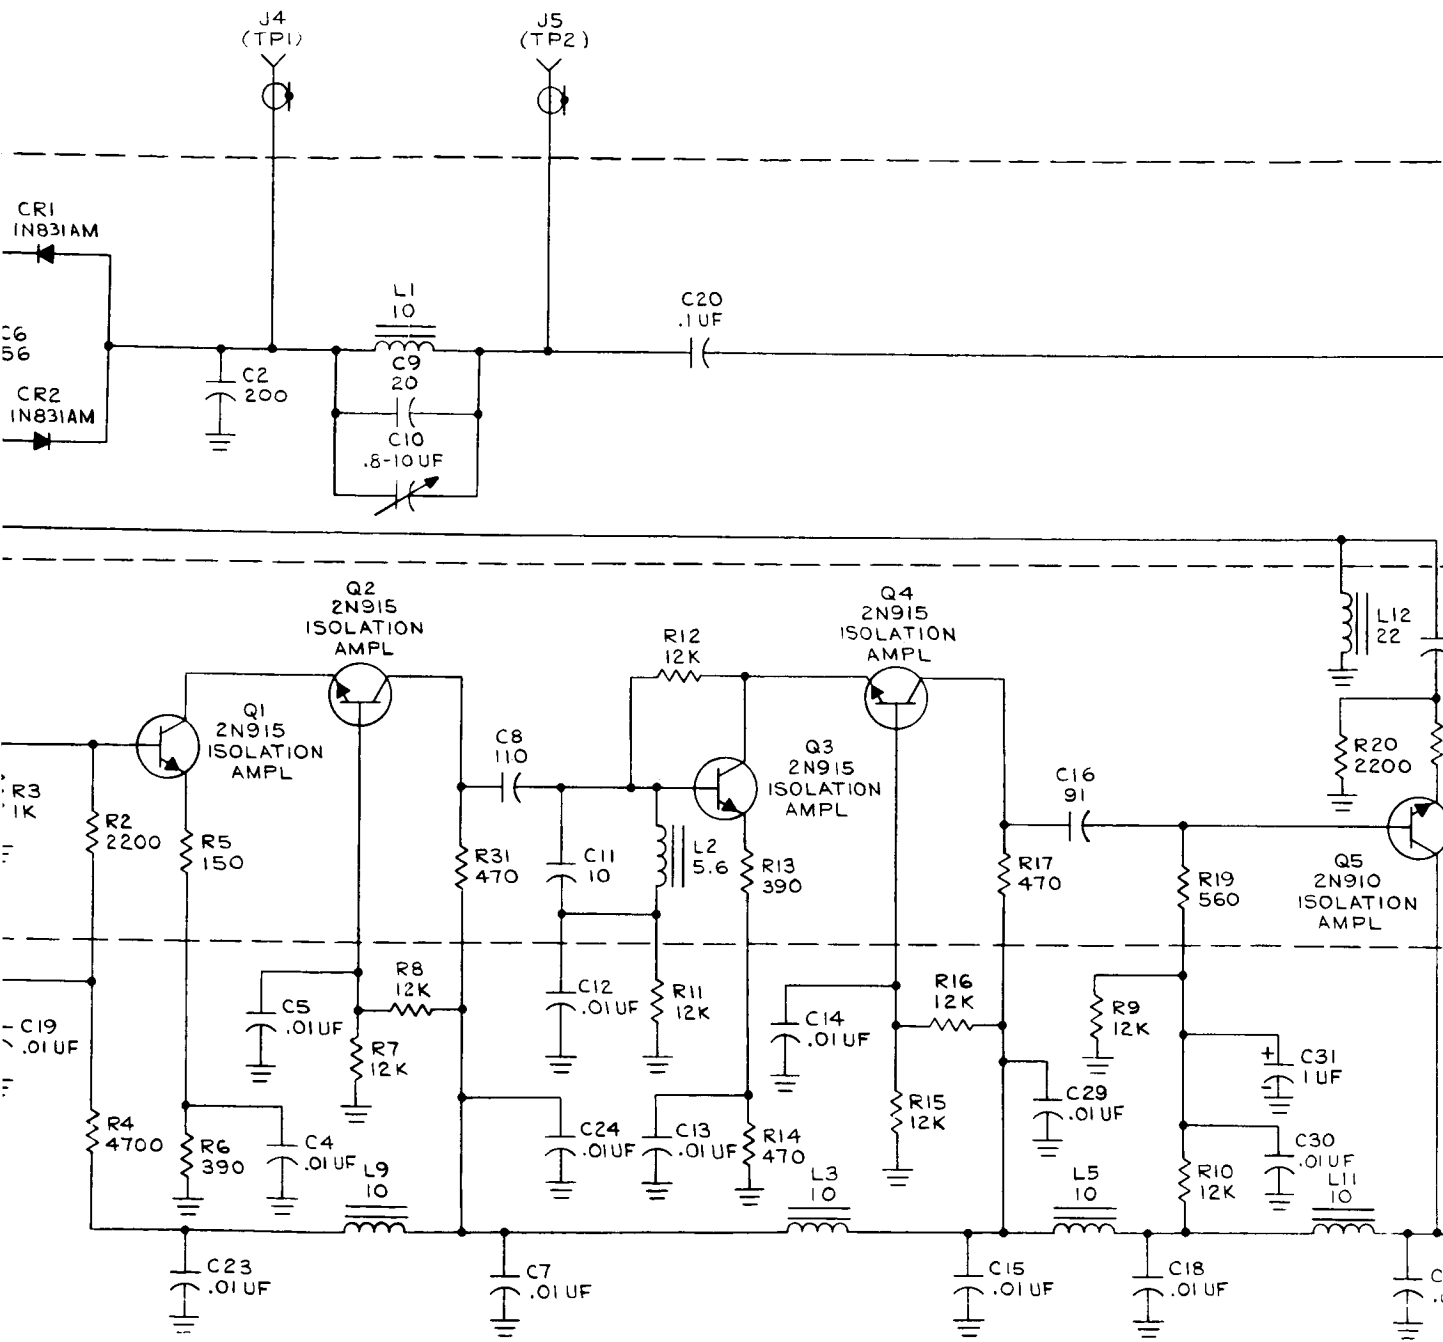 J4
(TP1)
J5
(TP2)
CR1
1N831AM
C6
56
CR2
1N831AM
C2
200
L1
10
C9
20
C10
.8-10UF
C20
.1UF
Q2
2N915
ISOLATION
AMPL
Q1
2N915
ISOLATION
AMPL
R12
12K
Q4
2N915
ISOLATION
AMPL
L12
22
R3
1K
R2
2200
R5
150
C8
110
Q3
2N915
ISOLATION
AMPL
C16
91
R20
2200
R31
470
C11
10
L2
5.6
R13
390
R17
470
R19
560
Q5
2N910
ISOLATION
AMPL
C19
.01UF
C5
.01UF
R8
12K
R7
12K
C12
.01UF
R11
12K
C14
.01UF
R16
12K
R9
12K
+
-
C31
1UF
R4
4700
R6
390
C4
.01UF
L9
10
C24
.01UF
C13
.01UF
R14
470
L3
10
R15
12K
C29
.01UF
L5
10
R10
12K
C30
.01UF
L11
10
C23
.01UF
C7
.01UF
C15
.01UF
C18
.01UF